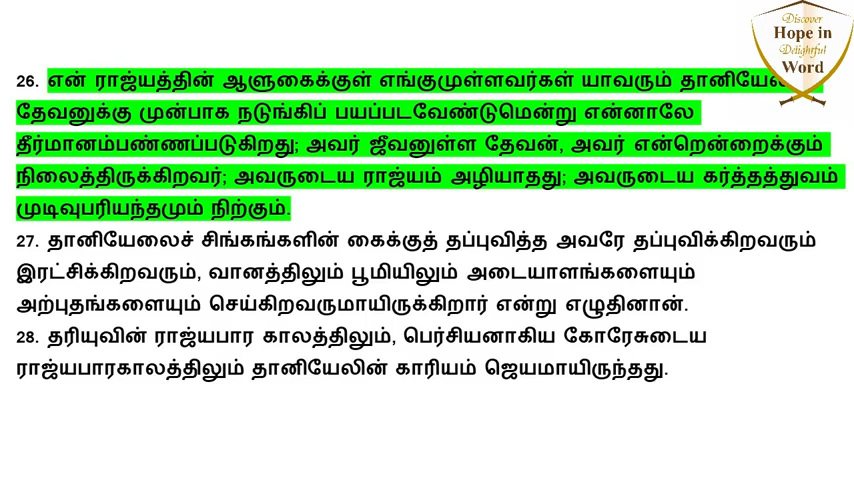 Discover
Hope in
Delightful
Word
26. என் ராஜ்யத்தின் ஆளுகைக்குள் எங்குமுள்ளவர்கள் யாவரும்
தேவனுக்கு முன்பாக நடுங்கிப் பயப்படவேண்டுமென்று என்னாலே
தீர்மானம்பண்ணப்படுகிறது; அவர் ஜீவனுள்ள தேவன், அவர் என்றென்றைக்கும்
நிலைத்திருக்கிறவர்; அவருடைய ராஜ்யம் அழியாதது; அவருடைய கர்த்தத்துவம்
முடிவுபரியந்தமும் நிற்கும்.
27. தானியேலைச் சிங்கங்களின் கைக்குத் தப்புவித்த அவரே தப்புவிக்கிறவரும்
இரட்சிக்கிறவரும், வானத்திலும் பூமியிலும் அடையாளங்களையும்
அற்புதங்களையும் செய்கிறவருமாயிருக்கிறார் என்று எழுதினான்.
28. தரியுவின் ராஜ்யபார காலத்திலும், பெர்சியனாகிய கோரேசுடைய
ராஜ்யபாரகாலத்திலும் தானியேலின் காரியம் ஜெயமாயிருந்தது.